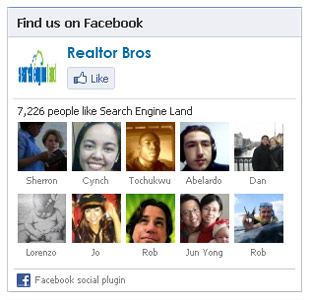 Find us on Facebook
searchengineland
Realtor Bros
Like
7,226 people like Search Engine Land
Sherron Cynch Tochukwu Abelardo Dan
Lorenzo Jo Rob Jun Yong Rob
Facebook social plugin